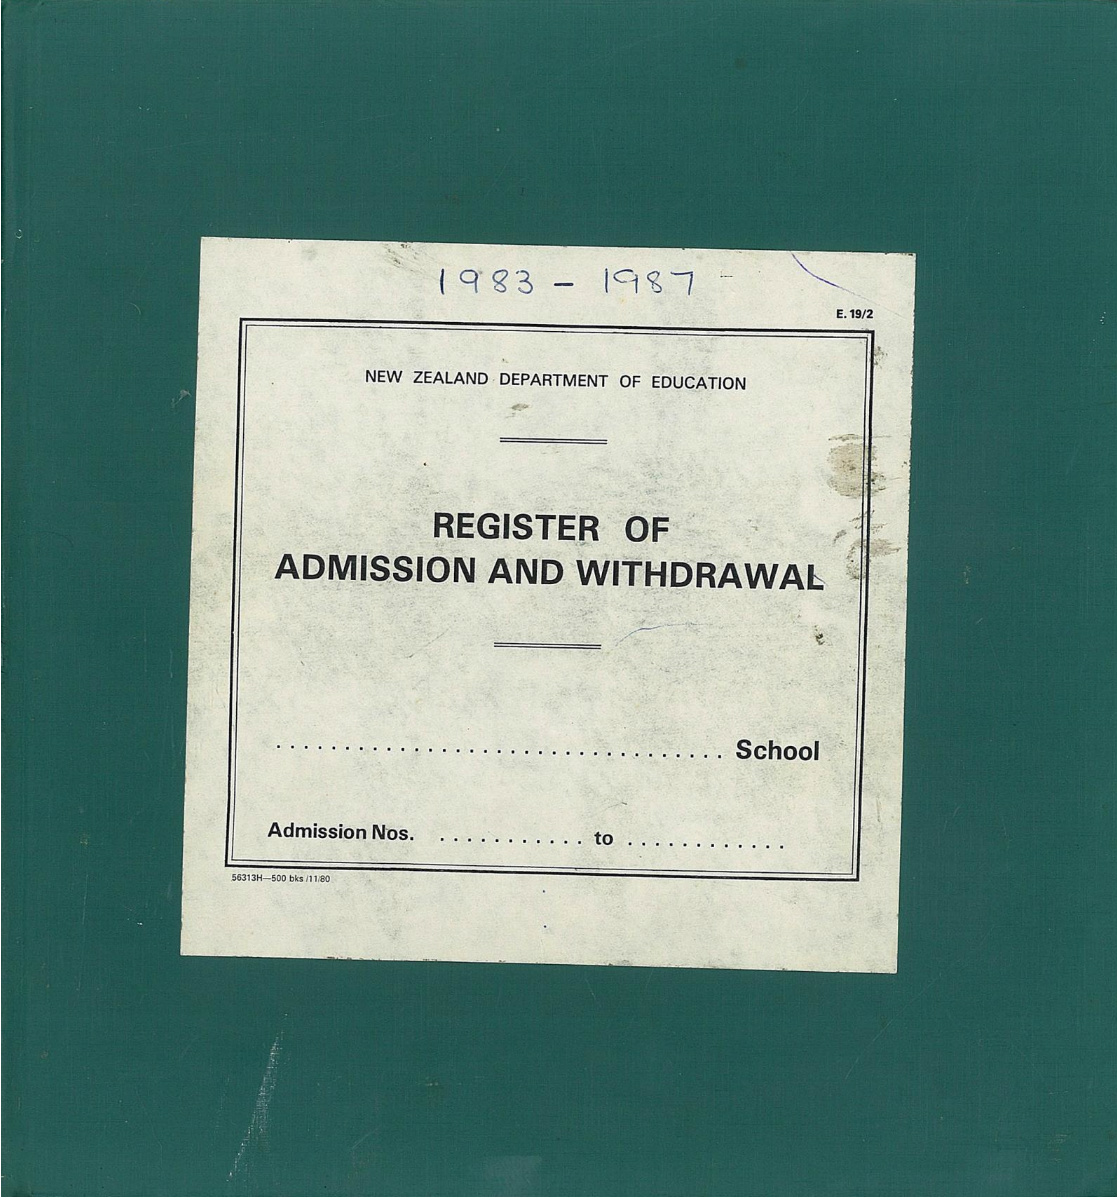 1983 - 1987
E. 19/2
NEW ZEALAND DEPARTMENT OF EDUCATION
REGISTER OF
ADMISSION AND WITHDRAWAL
................................. School
Admission Nos. ........... to ............
56313H—500 bks /11/80